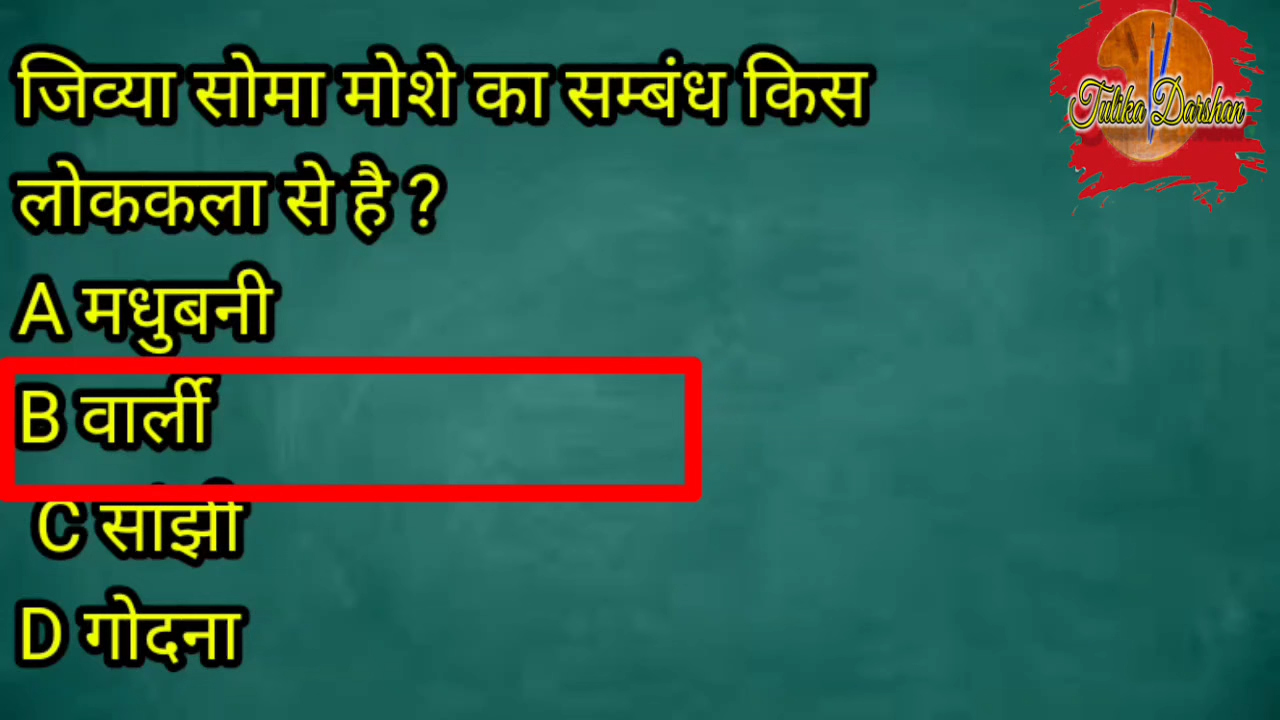 जिव्या सोमा मोशे का सम्बंध किस
लोककला से है ?
A मधुबनी
B वार्ली
C सांझी
D गोदना
Tulika Darshan